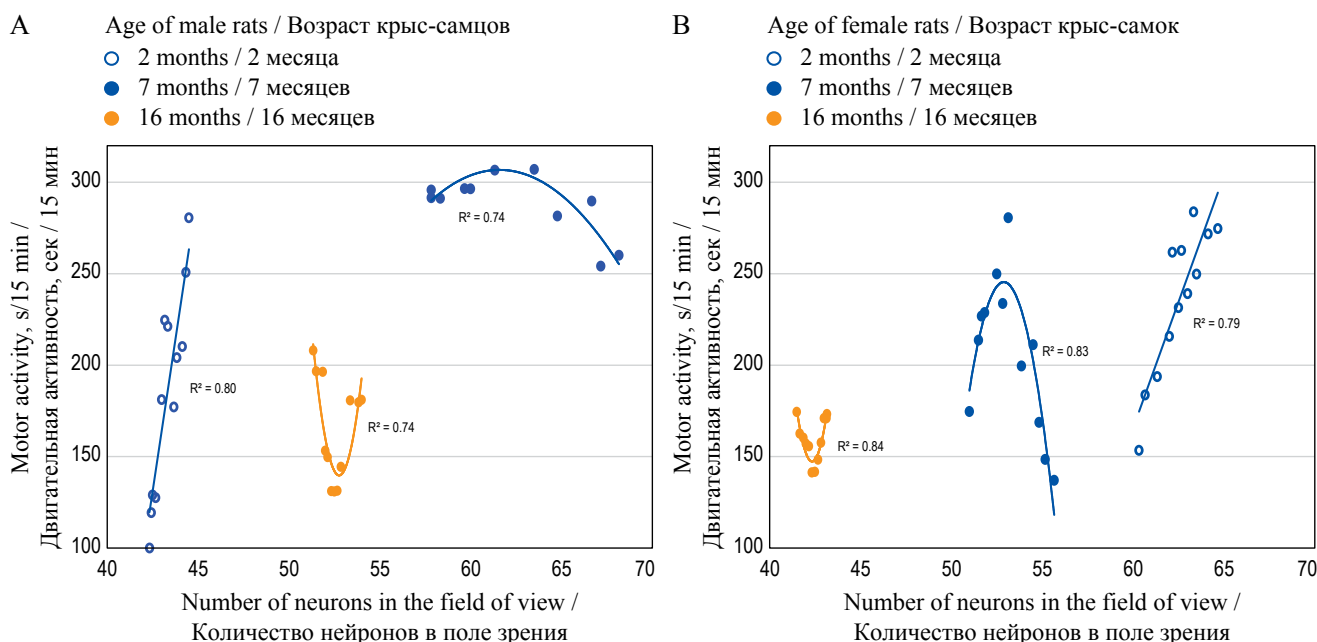 A
Age of male rats / Возраст крыс-самцов
2 months / 2 месяца
7 months / 7 месяцев
16 months / 16 месяцев
Motor activity, s/15 min /
Двигательная активность, сек / 15 мин
300
250
200
150
100
R² = 0.74
R² = 0.80
R² = 0.74
40
45
50
55
60
65
70
Number of neurons in the field of view /
Количество нейронов в поле зрения
B
Age of female rats / Возраст крыс-самок
2 months / 2 месяца
7 months / 7 месяцев
16 months / 16 месяцев
Motor activity, s/15 min /
Двигательная активность, сек / 15 мин
300
250
200
150
100
R² = 0.79
R² = 0.83
R² = 0.84
40
45
50
55
60
65
70
Number of neurons in the field of view /
Количество нейронов в поле зрения